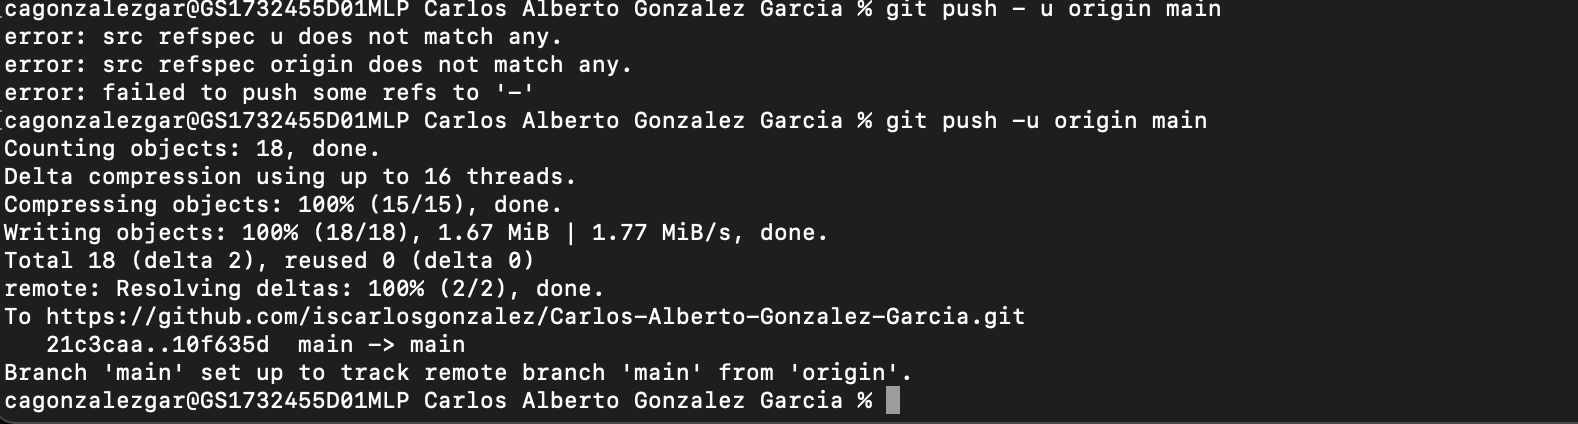 cagonzalezgar@GS1732455D01MLP Carlos Alberto Gonzalez Garcia % git push - u origin main
error: src refspec u does not match any.
error: src refspec origin does not match any.
error: failed to push some refs to '-'
cagonzalezgar@GS1732455D01MLP Carlos Alberto Gonzalez Garcia % git push -u origin main
Counting objects: 18, done.
Delta compression using up to 16 threads.
Compressing objects: 100% (15/15), done.
Writing objects: 100% (18/18), 1.67 MiB | 1.77 MiB/s, done.
Total 18 (delta 2), reused 0 (delta 0)
remote: Resolving deltas: 100% (2/2), done.
To https://github.com/iscarlosgonzalez/Carlos-Alberto-Gonzalez-Garcia.git
   21c3caa..10f635d  main -> main
Branch 'main' set up to track remote branch 'main' from 'origin'.
cagonzalezgar@GS1732455D01MLP Carlos Alberto Gonzalez Garcia %